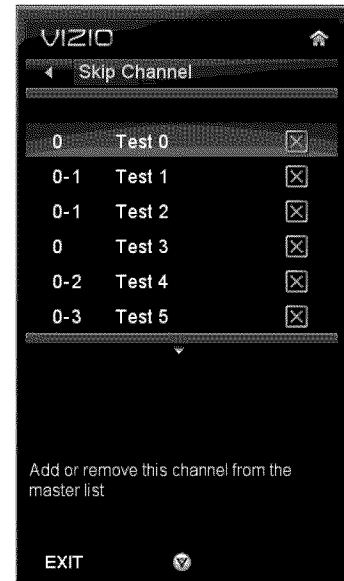 VIZIO
Skip Channel
0 Test 0
0-1 Test 1
0-1 Test 2
0 Test 3
0-2 Test 4
0-3 Test 5
Add or remove this channel from the
master list
EXIT